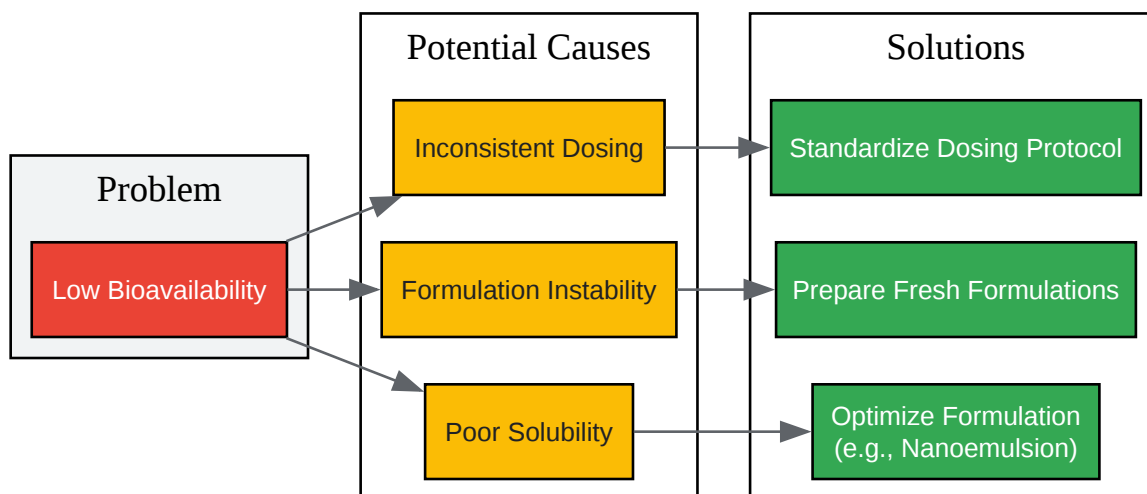 Problem
Low Bioavailability
Potential Causes
Inconsistent Dosing
Formulation Instability
Poor Solubility
Solutions
Standardize Dosing Protocol
Prepare Fresh Formulations
Optimize Formulation
(e.g., Nanoemulsion)